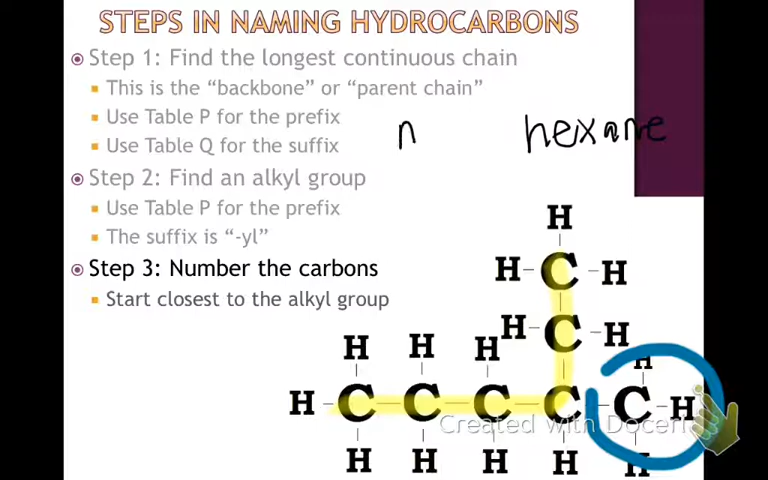 STEPS IN NAMING HYDROCARBONS
Step 1: Find the longest continuous chain
This is the “backbone” or “parent chain”
Use Table P for the prefix
Use Table Q for the suffix
n hexane
Step 2: Find an alkyl group
Use Table P for the prefix
The suffix is “-yl”
Step 3: Number the carbons
Start closest to the alkyl group
H
H C H
H C H
H H H H
H C C C C C H
Created with Docer
H H H H H